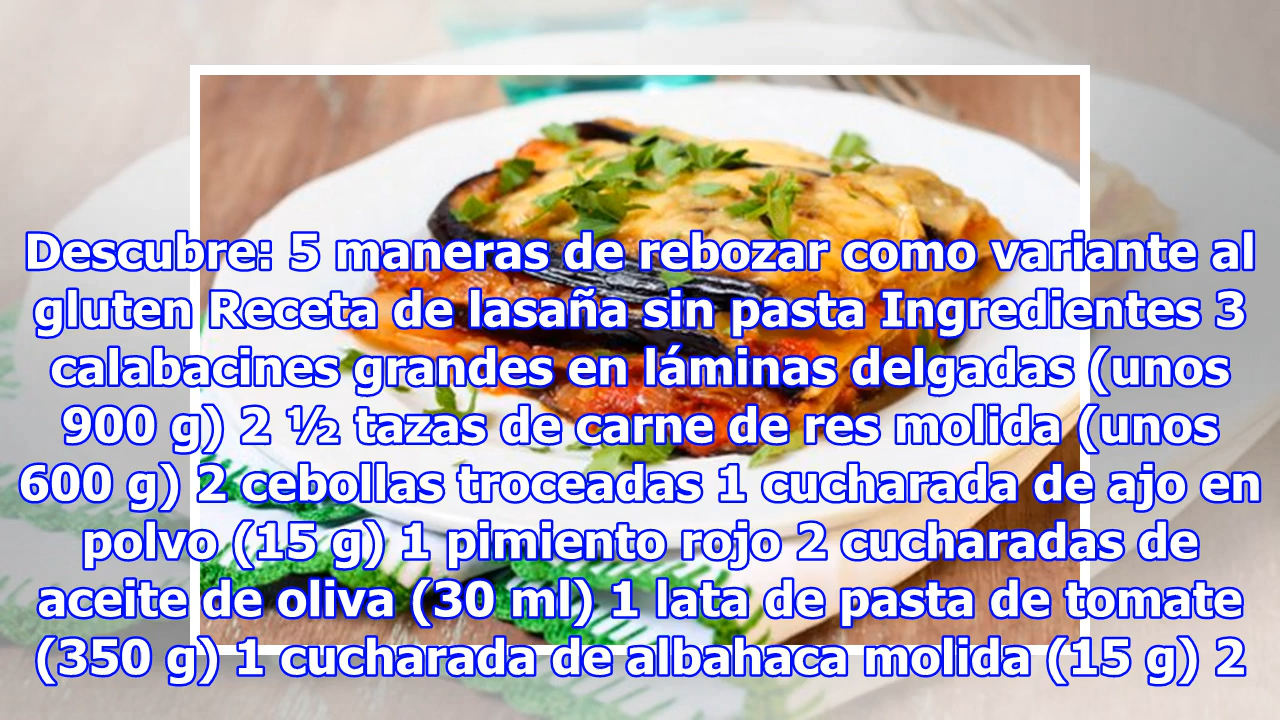 Descubre: 5 maneras de rebozar como variante al
gluten Receta de lasaña sin pasta Ingredientes 3
calabacines grandes en láminas delgadas (unos
900 g) 2 ½ tazas de carne de res molida (unos
600 g) 2 cebollas troceadas 1 cucharada de ajo en
polvo (15 g) 1 pimiento rojo 2 cucharadas de
aceite de oliva (30 ml) 1 lata de pasta de tomate
(350 g) 1 cucharada de albahaca molida (15 g) 2